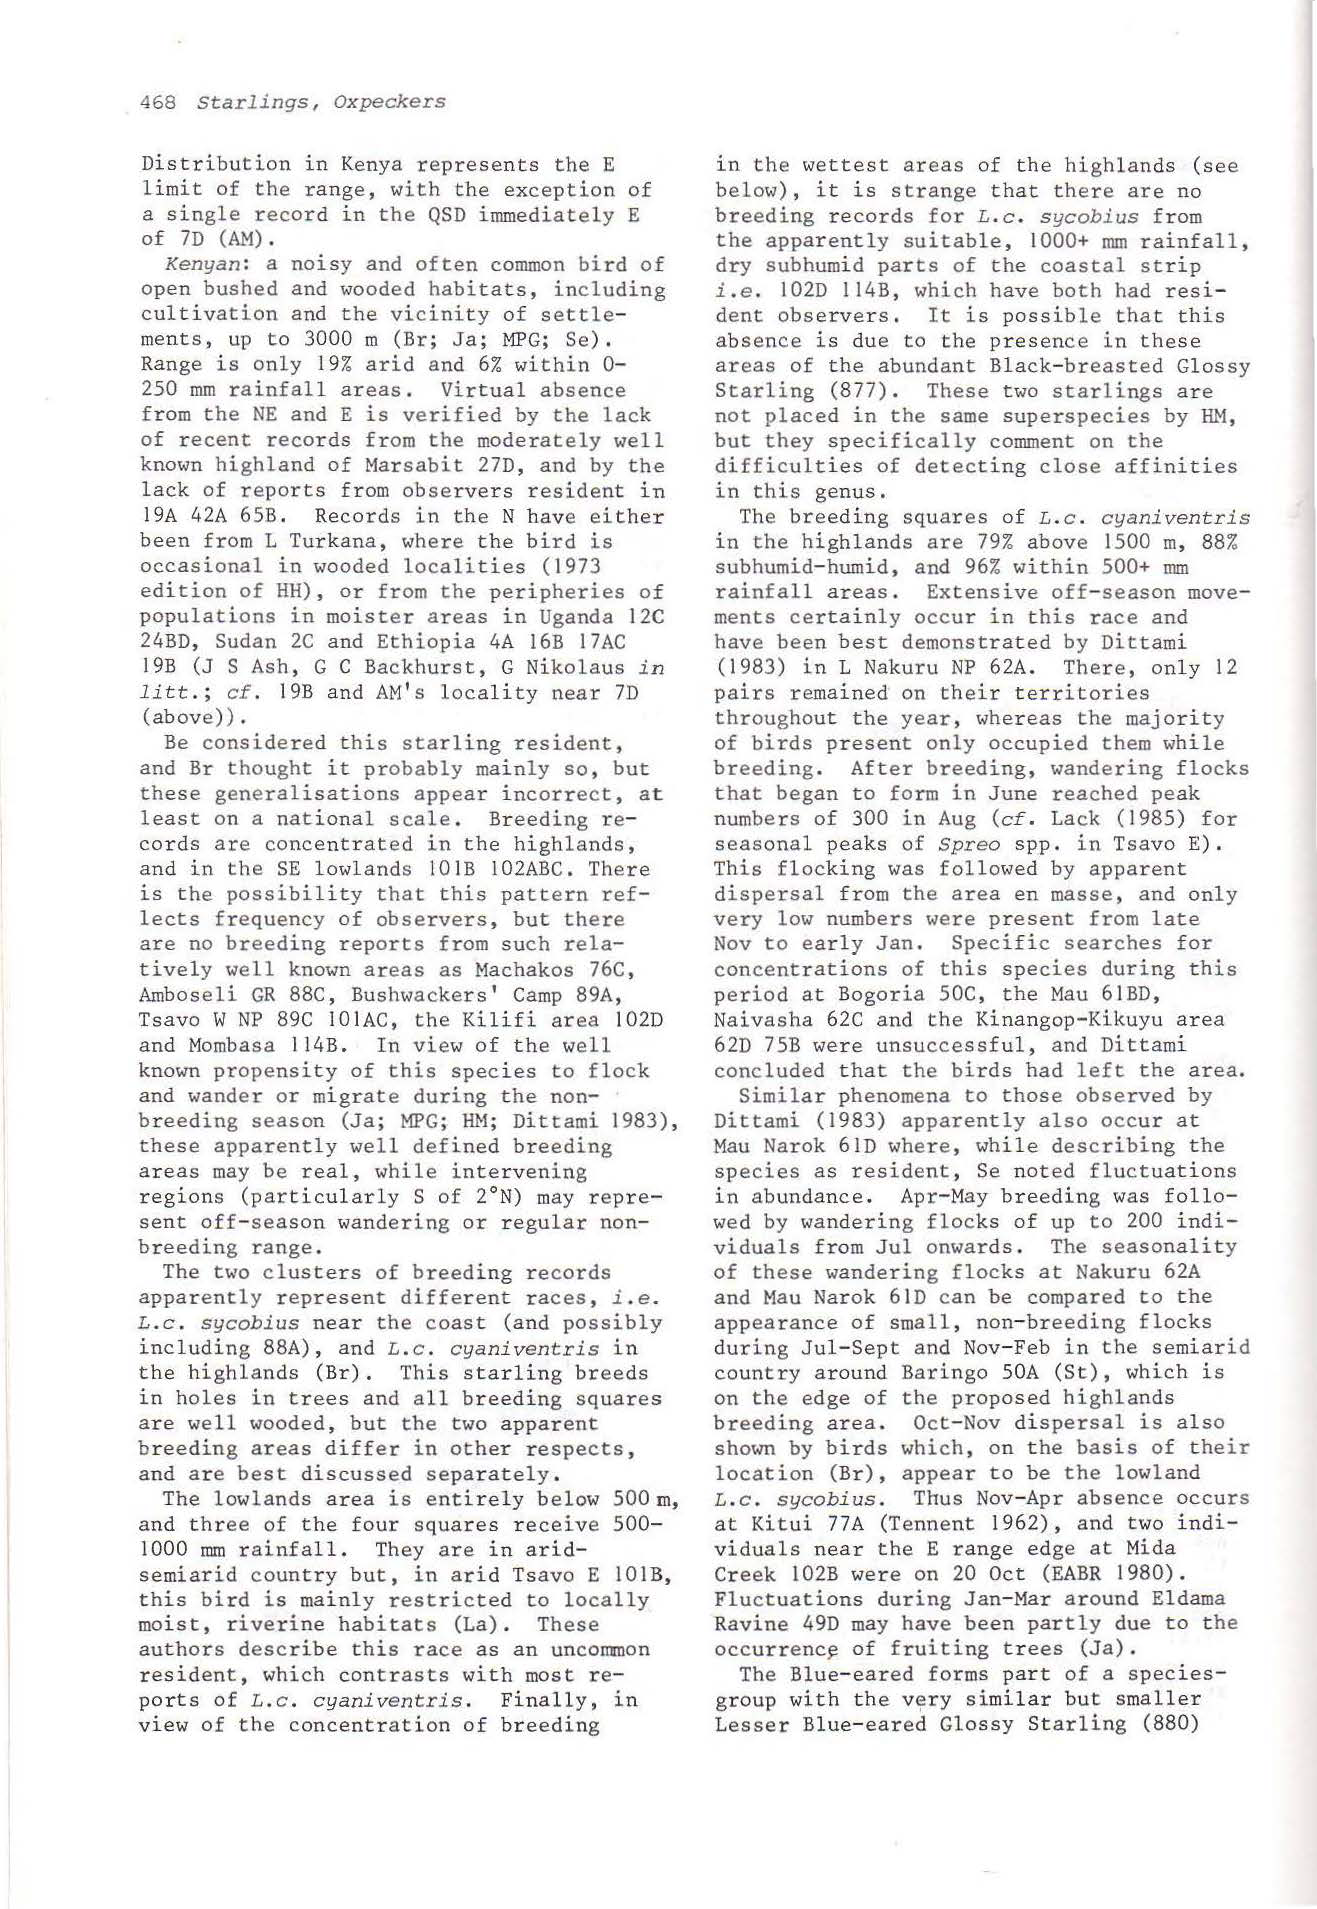 468 Starlings, Oxpeckers
Distribution in Kenya represents the E
limit of the range, with the exception of
a single record in the QSD immediately E
of 7D (AM).
Kenyan: a noisy and often common bird of
open bushed and wooded habitats, including
cultivation and the vicinity of settle-
ments, up to 3000 m (Br; Ja; MPG; Se).
Range is only 19% arid and 6% within 0-
250 mm rainfall areas. Virtual absence
from the NE and E is verified by the lack
of recent records from the moderately well
known highland of Marsabit 27D, and by the
lack of reports from observers resident in
19A 42A 65B. Records in the N have either
been from L Turkana, where the bird is
occasional in wooded localities (1973
edition of HH), or from the peripheries of
populations in moister areas in Uganda 12C
24BD, Sudan 2C and Ethiopia 4A 16B 17AC
19B (J S Ash, G C Backhurst, G Nikolaus in
litt.; cf. 19B and AM's locality near 7D
(above)).
Be considered this starling resident,
and Br thought it probably mainly so, but
these generalisations appear incorrect, at
least on a national scale. Breeding re-
cords are concentrated in the highlands,
and in the SE lowlands 101B 102ABC. There
is the possibility that this pattern ref-
lects frequency of observers, but there
are no breeding reports from such rela-
tively well known areas as Machakos 76C,
Amboseli GR 88C, Bushwackers' Camp 89A,
Tsavo W NP 89C 101AC, the Kilifi area 102D
and Mombasa 114B. In view of the well
known propensity of this species to flock
and wander or migrate during the non-
breeding season (Ja; MPG; HM; Dittami 1983),
these apparently well defined breeding
areas may be real, while intervening
regions (particularly S of 2°N) may repre-
sent off-season wandering or regular non-
breeding range.
The two clusters of breeding records
apparently represent different races, i.e.
L.c. sycobius near the coast (and possibly
including 88A), and L.c. cyaniventris in
the highlands (Br). This starling breeds
in holes in trees and all breeding squares
are well wooded, but the two apparent
breeding areas differ in other respects,
and are best discussed separately.
The lowlands area is entirely below 500 m,
and three of the four squares receive 500-
1000 mm rainfall. They are in arid-
semiarid country but, in arid Tsavo E 101B,
this bird is mainly restricted to locally
moist, riverine habitats (La). These
authors describe this race as an uncommon
resident, which contrasts with most re-
ports of L.c. cyaniventris. Finally, in
view of the concentration of breeding
in the wettest areas of the highlands (see
below), it is strange that there are no
breeding records for L.c. sycobius from
the apparently suitable, 1000+ mm rainfall,
dry subhumid parts of the coastal strip
i.e. 102D 114B, which have both had resi-
dent observers. It is possible that this
absence is due to the presence in these
areas of the abundant Black-breasted Glossy
Starling (877). These two starlings are
not placed in the same superspecies by HM,
but they specifically comment on the
difficulties of detecting close affinities
in this genus.
The breeding squares of L.c. cyaniventris
in the highlands are 79% above 1500 m, 88%
subhumid-humid, and 96% within 500+ mm
rainfall areas. Extensive off-season move-
ments certainly occur in this race and
have been best demonstrated by Dittami
(1983) in L Nakuru NP 62A. There, only 12
pairs remained on their territories
throughout the year, whereas the majority
of birds present only occupied them while
breeding. After breeding, wandering flocks
that began to form in June reached peak
numbers of 300 in Aug (cf. Lack (1985) for
seasonal peaks of Spreo spp. in Tsavo E).
This flocking was followed by apparent
dispersal from the area en masse, and only
very low numbers were present from late
Nov to early Jan. Specific searches for
concentrations of this species during this
period at Bogoria 50C, the Mau 61BD,
Naivasha 62C and the Kinangop-Kikuyu area
62D 75B were unsuccessful, and Dittami
concluded that the birds had left the area.
Similar phenomena to those observed by
Dittami (1983) apparently also occur at
Mau Narok 61D where, while describing the
species as resident, Se noted fluctuations
in abundance. Apr-May breeding was follo-
wed by wandering flocks of up to 200 indi-
viduals from Jul onwards. The seasonality
of these wandering flocks at Nakuru 62A
and Mau Narok 61D can be compared to the
appearance of small, non-breeding flocks
during Jul-Sept and Nov-Feb in the semiarid
country around Baringo 50A (St), which is
on the edge of the proposed highlands
breeding area. Oct-Nov dispersal is also
shown by birds which, on the basis of their
location (Br), appear to be the lowland
L.c. sycobius. Thus Nov-Apr absence occurs
at Kitui 77A (Tennent 1962), and two indi-
viduals near the E range edge at Mida
Creek 102B were on 20 Oct (EABR 1980).
Fluctuations during Jan-Mar around Eldama
Ravine 49D may have been partly due to the
occurrence of fruiting trees (Ja).
The Blue-eared forms part of a species-
group with the very similar but smaller
Lesser Blue-eared Glossy Starling (880)